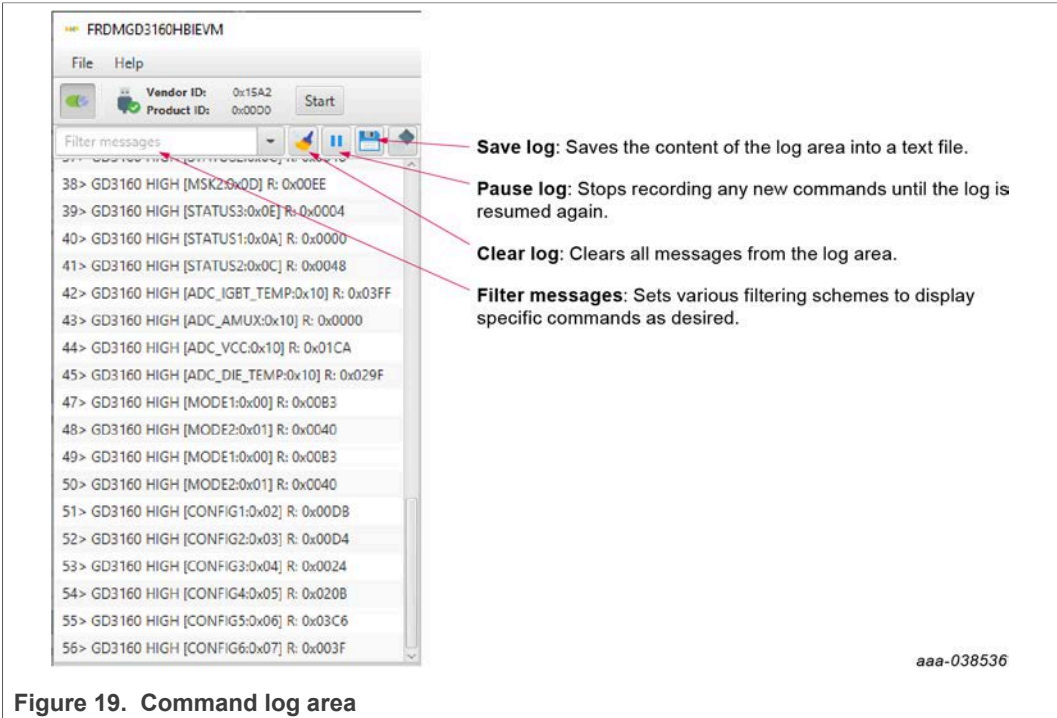 FRDMGD3160HBIEVM
File Help
Vendor ID: 0x15A2
Product ID: 0x00D0
Start
Filter messages
38> GD3160 HIGH [MSK2:0x0D] R: 0x00EE
39> GD3160 HIGH [STATUS3:0x0E] R: 0x0004
40> GD3160 HIGH [STATUS1:0x0A] R: 0x0000
41> GD3160 HIGH [STATUS2:0x0C] R: 0x0048
42> GD3160 HIGH [ADC_IGBT_TEMP:0x10] R: 0x03FF
43> GD3160 HIGH [ADC_AMUX:0x10] R: 0x0000
44> GD3160 HIGH [ADC_VCC:0x10] R: 0x01CA
45> GD3160 HIGH [ADC_DIE_TEMP:0x10] R: 0x029F
47> GD3160 HIGH [MODE1:0x00] R: 0x00B3
48> GD3160 HIGH [MODE2:0x01] R: 0x0040
49> GD3160 HIGH [MODE1:0x00] R: 0x00B3
50> GD3160 HIGH [MODE2:0x01] R: 0x0040
51> GD3160 HIGH [CONFIG1:0x02] R: 0x00DB
52> GD3160 HIGH [CONFIG2:0x03] R: 0x00D4
53> GD3160 HIGH [CONFIG3:0x04] R: 0x0024
54> GD3160 HIGH [CONFIG4:0x05] R: 0x020B
55> GD3160 HIGH [CONFIG5:0x06] R: 0x03C6
56> GD3160 HIGH [CONFIG6:0x07] R: 0x003F
Save log: Saves the content of the log area into a text file.
Pause log: Stops recording any new commands until the log is
resumed again.
Clear log: Clears all messages from the log area.
Filter messages: Sets various filtering schemes to display
specific commands as desired.
aaa-038536
Figure 19. Command log area